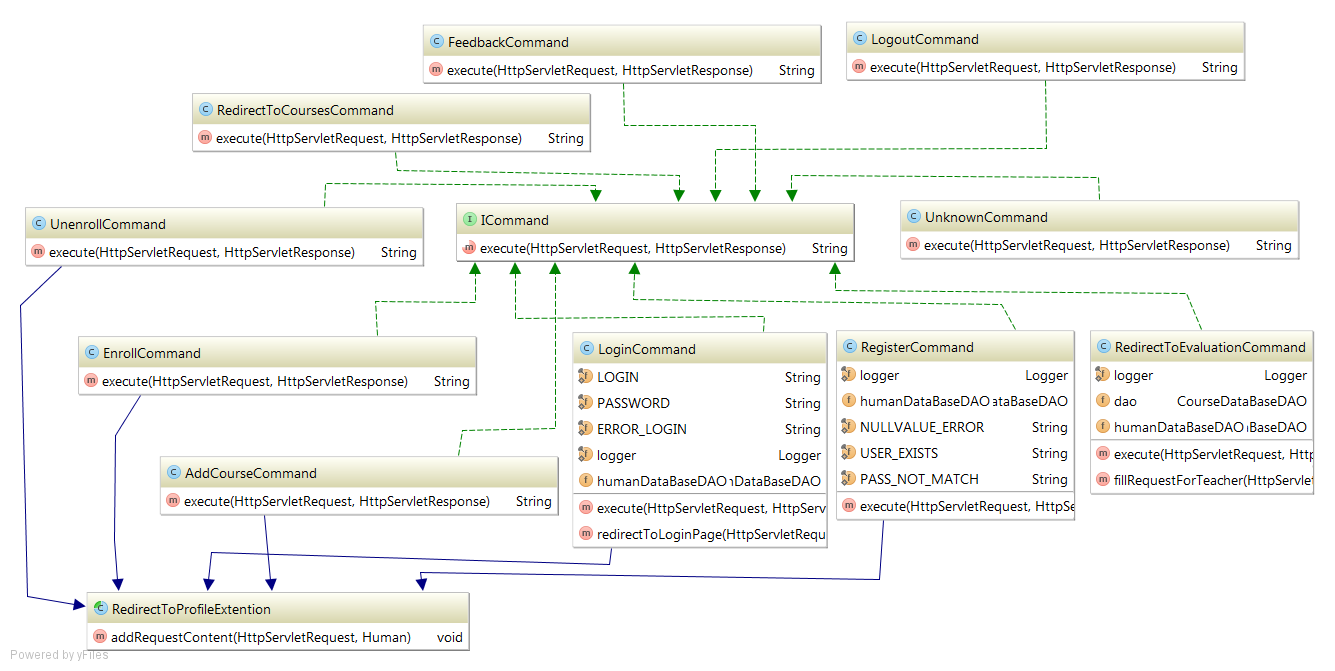 FeedbackCommand
execute(HttpServletRequest, HttpServletResponse) String
LogoutCommand
execute(HttpServletRequest, HttpServletResponse) String
RedirectToCoursesCommand
execute(HttpServletRequest, HttpServletResponse) String
UnenrollCommand
execute(HttpServletRequest, HttpServletResponse) String
ICommand
execute(HttpServletRequest, HttpServletResponse) String
UnknownCommand
execute(HttpServletRequest, HttpServletResponse) String
EnrollCommand
execute(HttpServletRequest, HttpServletResponse) String
LoginCommand
LOGIN String
PASSWORD String
ERROR_LOGIN String
logger Logger
humanDataBaseDAO DataBaseDAO
execute(HttpServletRequest, HttpServ
redirectToLoginPage(HttpServletRequ
RegisterCommand
logger Logger
humanDataBaseDAO ataBaseDAO
NULLVALUE_ERROR String
USER_EXISTS String
PASS_NOT_MATCH String
execute(HttpServletRequest, HttpSe
RedirectToEvaluationCommand
logger Logger
dao CourseDataBaseDAO
humanDataBaseDAO BaseDAO
execute(HttpServletRequest, Http
fillRequestForTeacher(HttpServlet
AddCourseCommand
execute(HttpServletRequest, HttpServletResponse) String
RedirectToProfileExtention
addRequestContent(HttpServletRequest, Human) void
Powered by yFiles